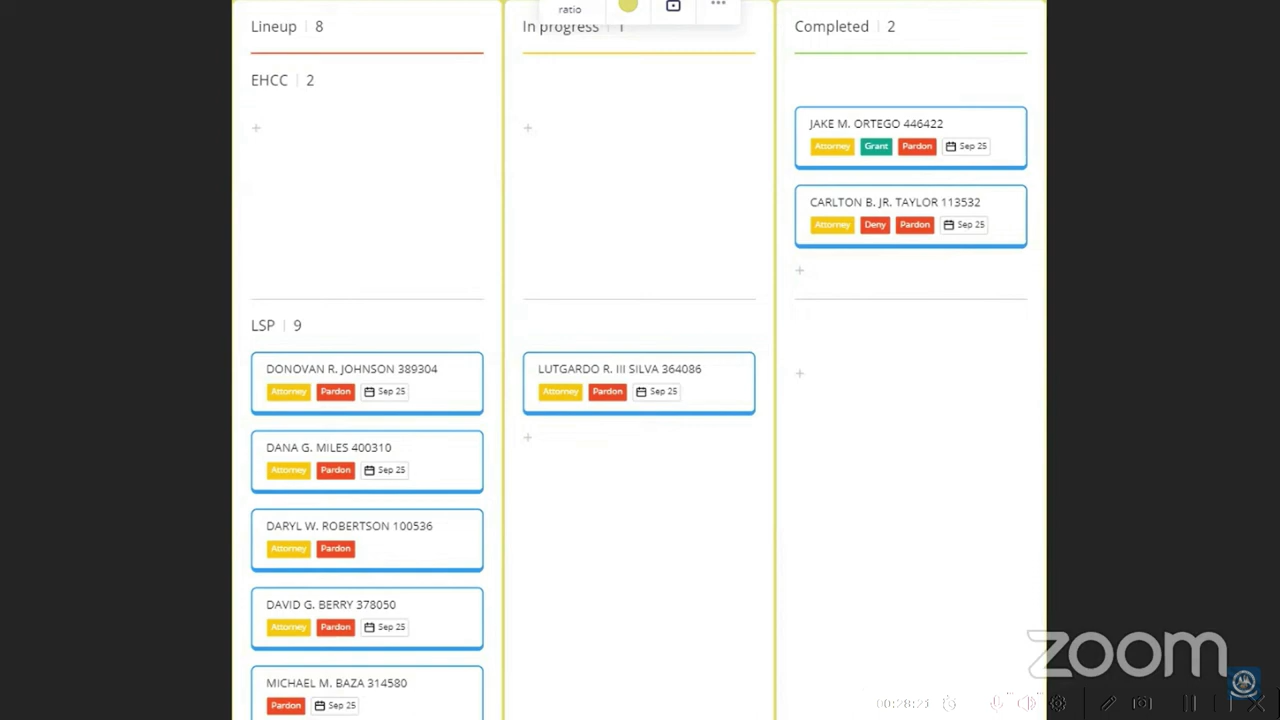 ratio
Lineup | 8
In progress | 1
Completed | 2
EHCC | 2
+
+
JAKE M. ORTEGO 446422
Attorney Grant Pardon Sep 25
CARLTON B. JR. TAYLOR 113532
Attorney Deny Pardon Sep 25
+
LSP | 9
DONOVAN R. JOHNSON 389304
Attorney Pardon Sep 25
DANA G. MILES 400310
Attorney Pardon Sep 25
DARYL W. ROBERTSON 100536
Attorney Pardon
DAVID G. BERRY 378050
Attorney Pardon Sep 25
MICHAEL M. BAZA 314580
Pardon Sep 25
LUTGARDO R. III SILVA 364086
Attorney Pardon Sep 25
+
+
zoom